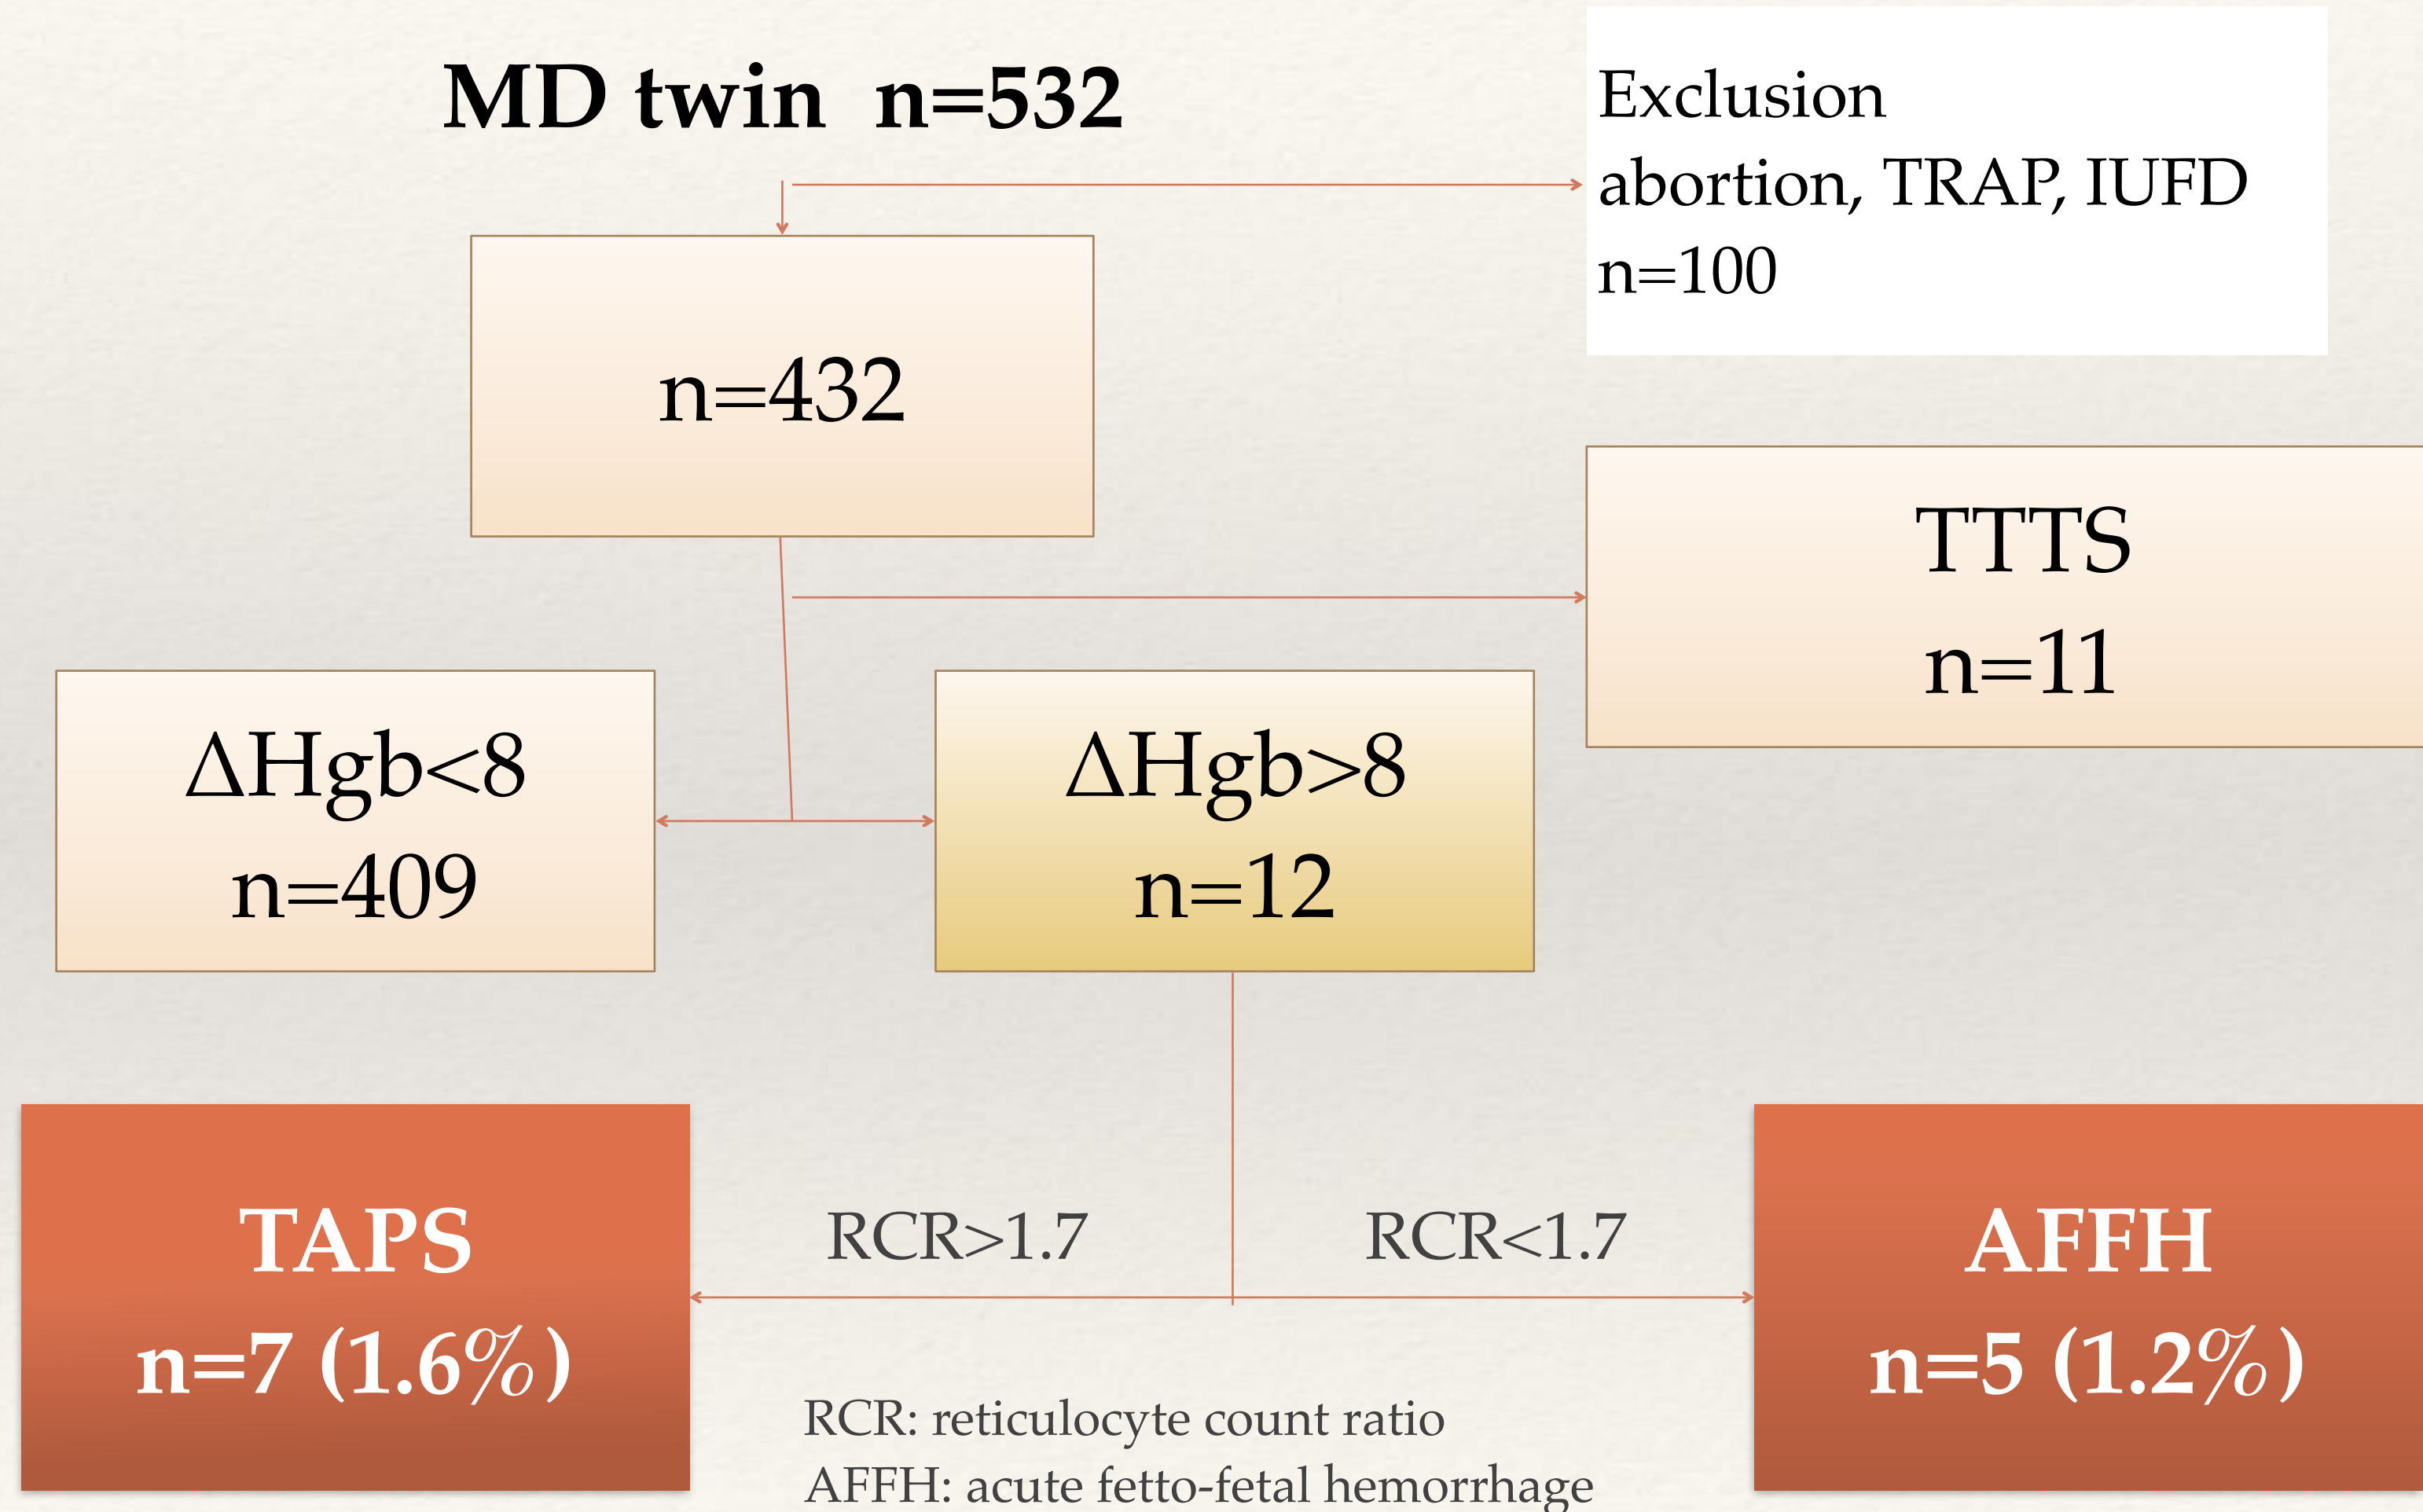 MD twin n=532
Exclusion
abortion, TRAP, IUFD
n=100
n=432
TTTS
n=11
ΔHgb<8
n=409
ΔHgb>8
n=12
TAPS
n=7 (1.6%)
RCR>1.7
RCR<1.7
AFFH
n=5 (1.2%)
RCR: reticulocyte count ratio
AFFH: acute fetto-fetal hemorrhage